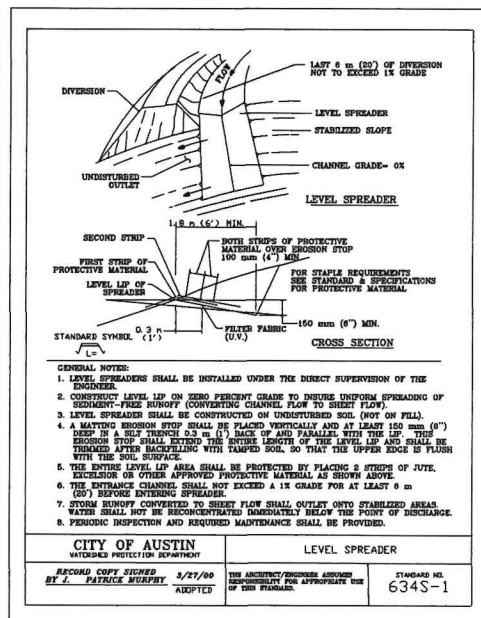 LAST 6 m (20') OF DIVERSION
NOT TO EXCEED 1% GRADE
FLOW
DIVERSION
LEVEL SPREADER
STABILIZED SLOPE
CHANNEL GRADE= 0%
UNDISTURBED
OUTLET
LEVEL SPREADER
1.8 m (6') MIN.
SECOND STRIP
BOTH STRIPS OF PROTECTIVE
MATERIAL OVER EROSION STOP
100 mm (4") MIN.
FIRST STRIP OF
PROTECTIVE MATERIAL
LEVEL LIP OF
SPREADER
FOR STAPLE REQUIREMENTS
SEE STANDARD & SPECIFICATIONS
FOR PROTECTIVE MATERIAL
150 mm (6") MIN.
0.3 m
(1')
FILTER FABRIC
(U.V.)
CROSS SECTION
STANDARD SYMBOL
L=
GENERAL NOTES:
1. LEVEL SPREADERS SHALL BE INSTALLED UNDER THE DIRECT SUPERVISION OF THE
ENGINEER.
2. CONSTRUCT LEVEL LIP ON ZERO PERCENT GRADE TO INSURE UNIFORM SPREADING OF
SEDIMENT-FREE RUNOFF (CONVERTING CHANNEL FLOW TO SHEET FLOW).
3. LEVEL SPREADER SHALL BE CONSTRUCTED ON UNDISTURBED SOIL (NOT ON FILL).
4. A MATTING EROSION STOP SHALL BE PLACED VERTICALLY AND AT LEAST 150 mm (6")
DEEP IN A SILT TRENCH 0.3 m (1') BACK OF AND PARALLEL WITH THE LIP. THIS
EROSION STOP SHALL EXTEND THE ENTIRE LENGTH OF THE LEVEL LIP AND SHALL BE
TRIMMED AFTER BACKFILLING WITH TAMPED SOIL, SO THAT THE UPPER EDGE IS FLUSH
WITH THE SOIL SURFACE.
5. THE ENTIRE LEVEL LIP AREA SHALL BE PROTECTED BY PLACING 2 STRIPS OF JUTE,
EXCELSIOR OR OTHER APPROVED PROTECTIVE MATERIAL AS SHOWN ABOVE.
6. THE ENTRANCE CHANNEL SHALL NOT EXCEED A 1% GRADE FOR AT LEAST 6 m
(20') BEFORE ENTERING SPREADER.
7. STORM RUNOFF CONVERTED TO SHEET FLOW SHALL OUTLET ONTO STABILIZED AREAS.
WATER SHALL NOT BE RECONCENTRATED IMMEDIATELY BELOW THE POINT OF DISCHARGE.
8. PERIODIC INSPECTION AND REQUIRED MAINTENANCE SHALL BE PROVIDED.
CITY OF AUSTIN
WATERSHED PROTECTION DEPARTMENT
LEVEL SPREADER
RECORD COPY SIGNED
BY J. PATRICK MURPHY
3/27/00
ADOPTED
THE ARCHITECT/ENGINEER ASSUMES
RESPONSIBILITY FOR APPROPRIATE USE
OF THIS STANDARD.
STANDARD NO.
634S-1